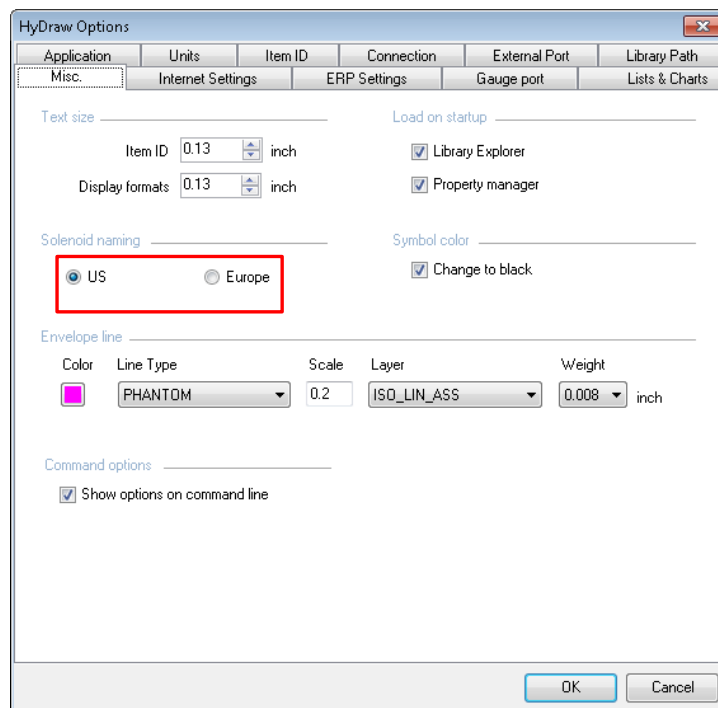 HyDraw Options
Application Units Item ID Connection External Port Library Path
Misc. Internet Settings ERP Settings Gauge port Lists & Charts
Text size Load on startup
Item ID 0.13 inch Library Explorer
Display formats 0.13 inch Property manager
Solenoid naming Symbol color
US Europe Change to black
Envelope line
Color Line Type Scale Layer Weight
PHANTOM 0.2 ISO_LIN_ASS 0.008 inch
Command options
Show options on command line
OK Cancel